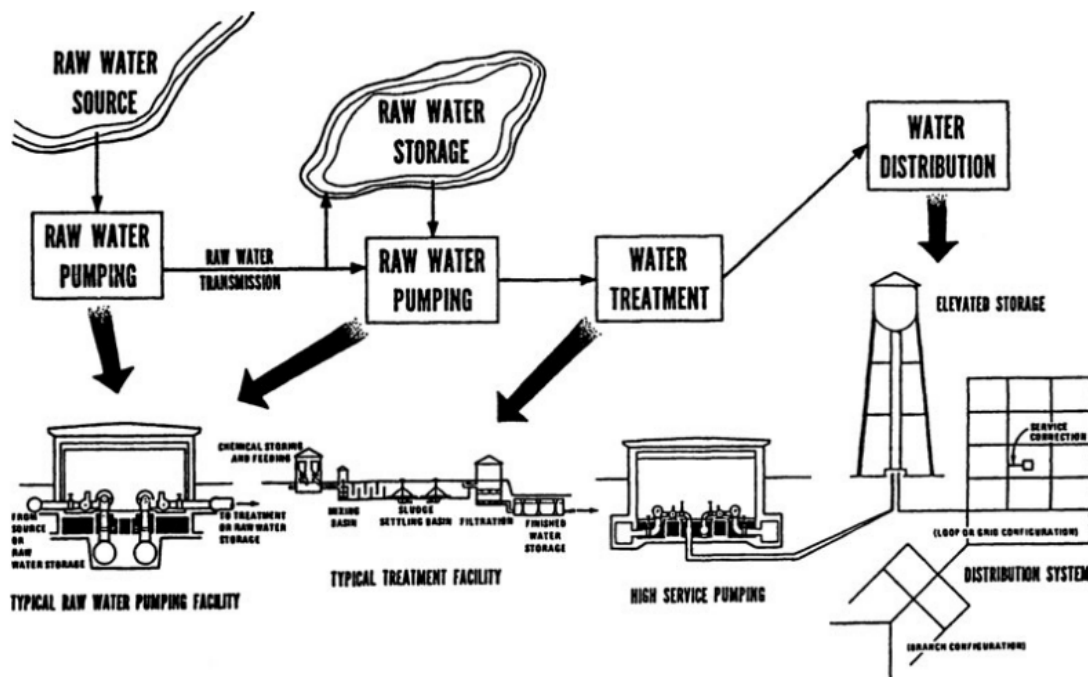 RAW WATER
SOURCE
RAW WATER
STORAGE
WATER
DISTRIBUTION
RAW WATER
PUMPING
RAW WATER
TRANSMISSION
RAW WATER
PUMPING
WATER
TREATMENT
ELEVATED STORAGE
SERVICE
CONNECTION
CHEMICAL STORING
AND FEEDING
FROM
SOURCE
OR
RAW
WATER STORAGE
TO TREATMENT
OR RAW WATER
STORAGE
MIXING
BASIN
SLUDGE
SETTLING BASIN
FILTRATION
FINISHED
WATER
STORAGE
(LOOP OR GRID CONFIGURATION)
TYPICAL RAW WATER PUMPING FACILITY
TYPICAL TREATMENT FACILITY
HIGH SERVICE PUMPING
DISTRIBUTION SYSTEM
(BRANCH CONFIGURATION)